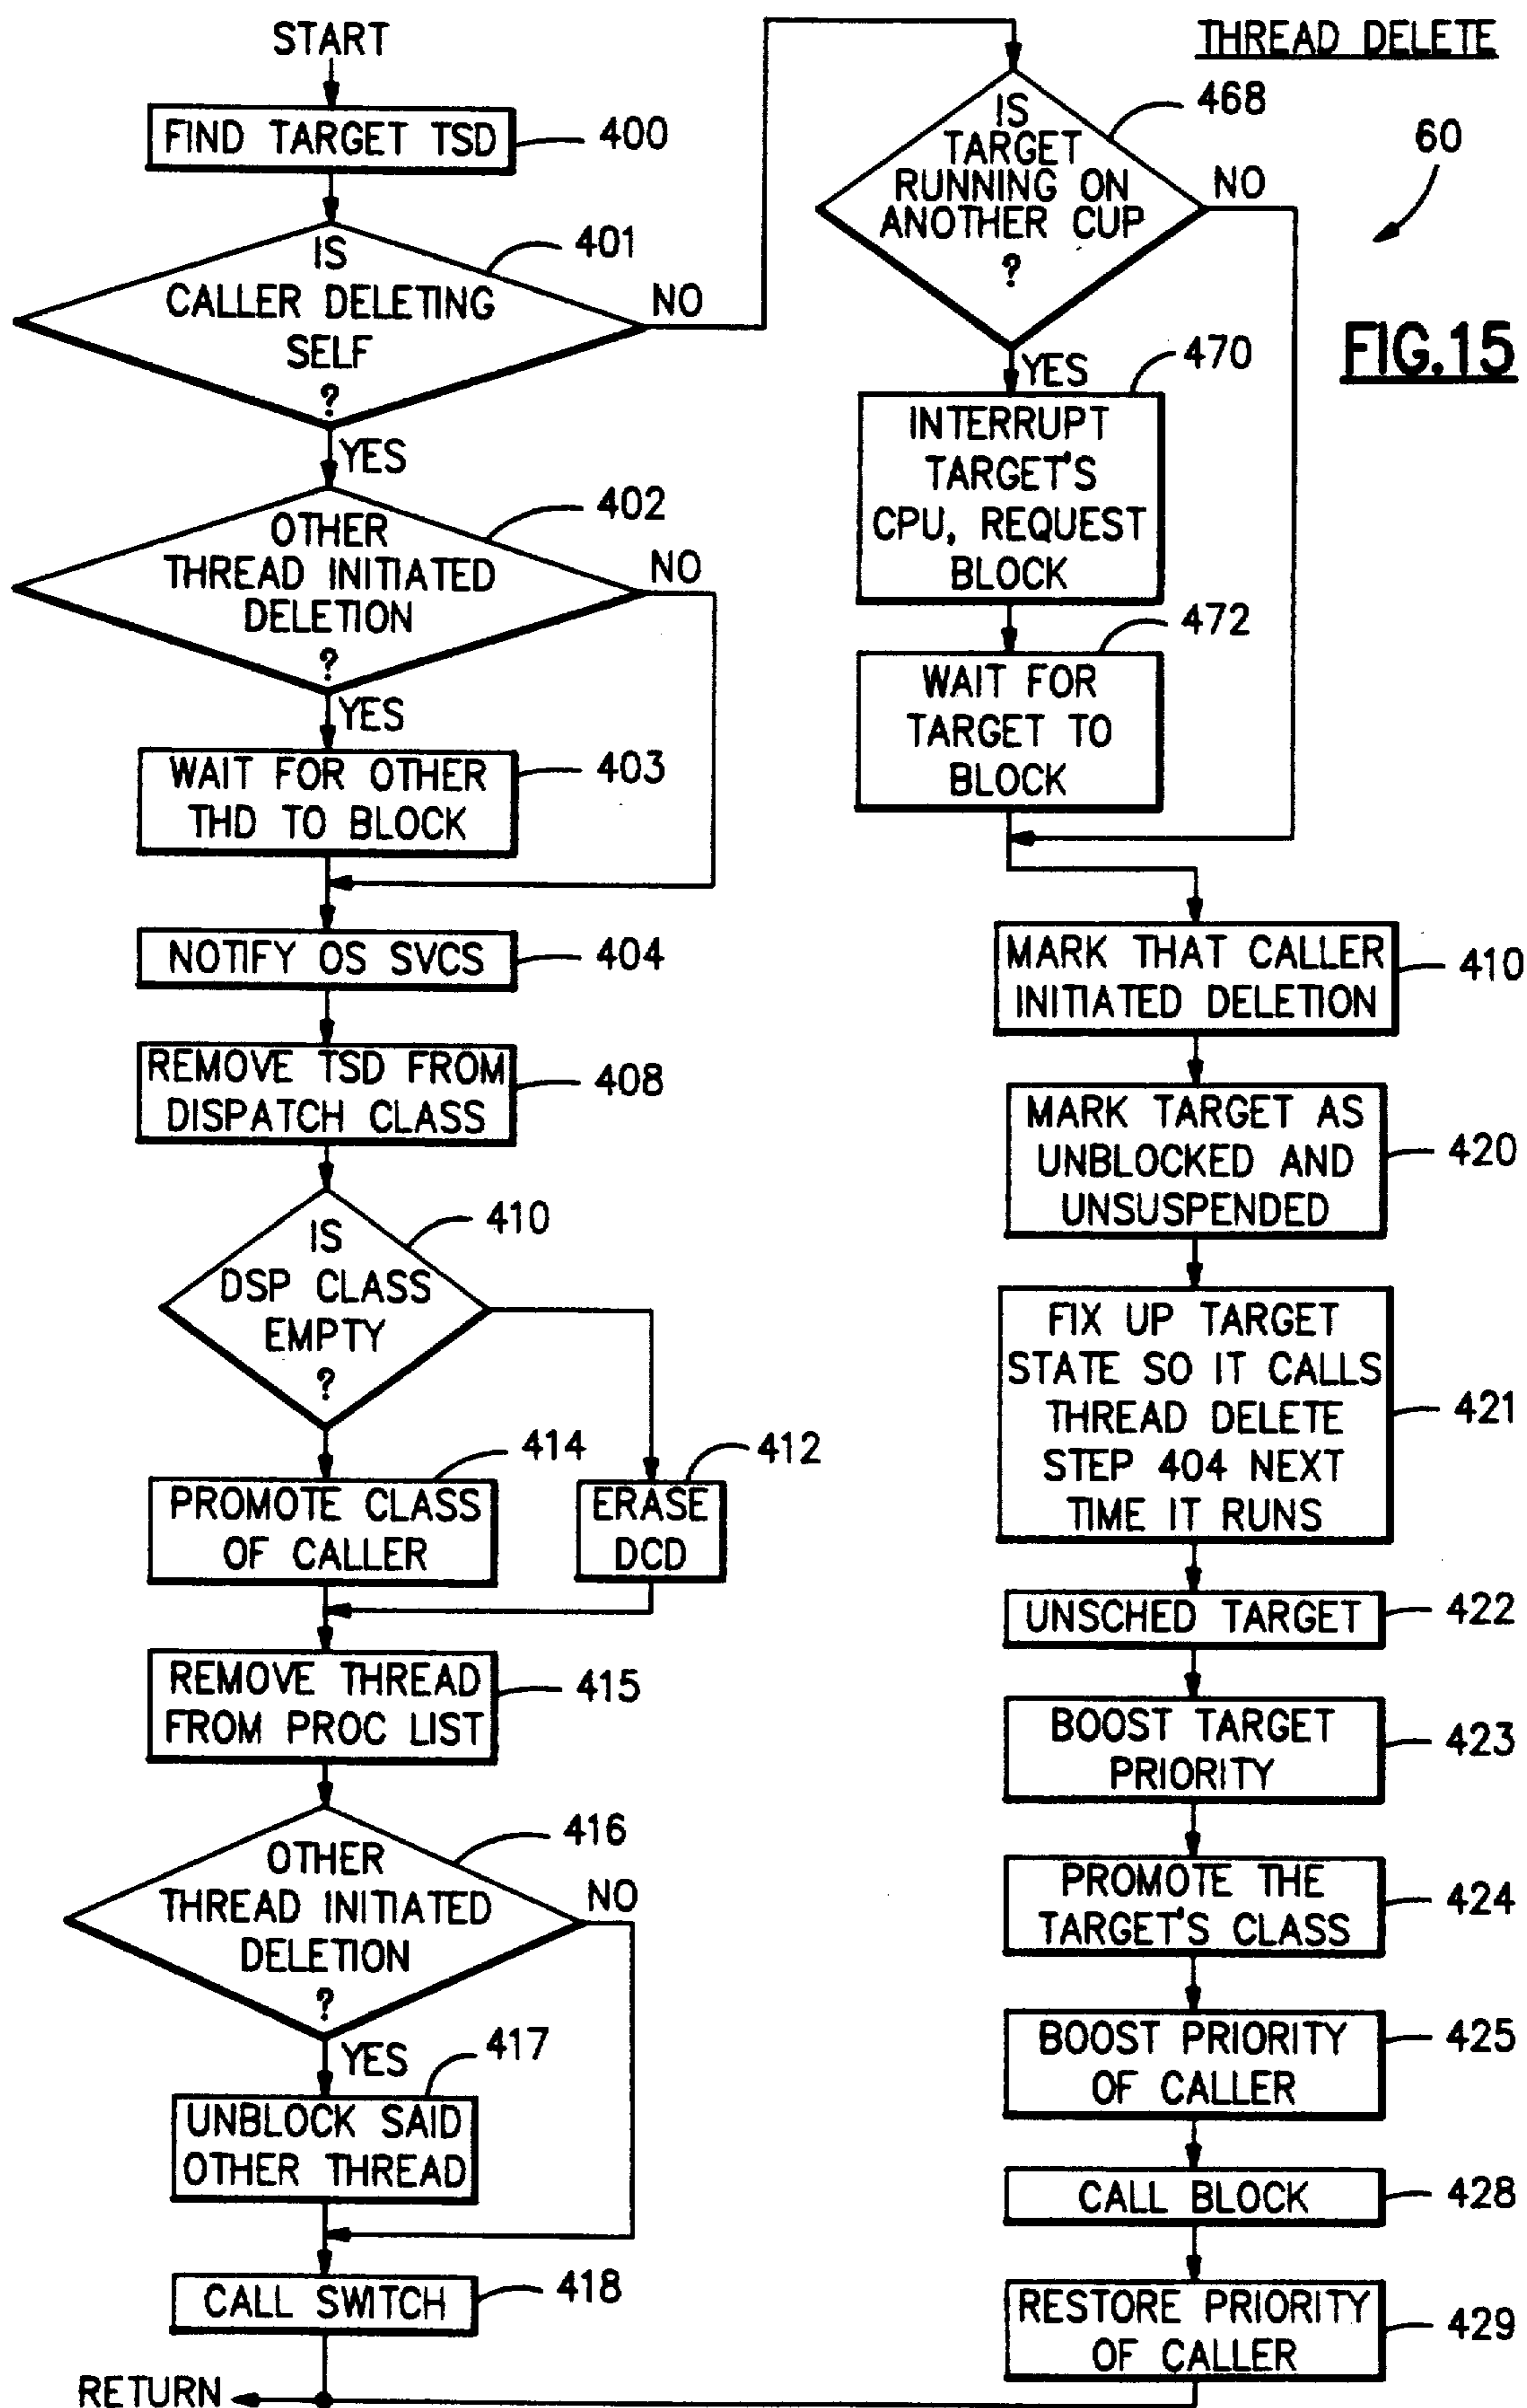 THREAD DELETE
60
FIG.15
START
FIND TARGET TSD
400
IS
CALLER DELETING
SELF
?
401
NO
YES
OTHER
THREAD INITIATED
DELETION
?
402
NO
YES
WAIT FOR OTHER
THD TO BLOCK
403
NOTIFY OS SVCS
404
REMOVE TSD FROM
DISPATCH CLASS
408
IS
DSP CLASS
EMPTY
?
410
414
PROMOTE CLASS
OF CALLER
412
ERASE
DCD
REMOVE THREAD
FROM PROC LIST
415
OTHER
THREAD INITIATED
DELETION
?
416
NO
YES
417
UNBLOCK SAID
OTHER THREAD
CALL SWITCH
418
RETURN
IS
TARGET
RUNNING ON
ANOTHER CUP
?
468
NO
YES
470
INTERRUPT
TARGET'S
CPU, REQUEST
BLOCK
472
WAIT FOR
TARGET TO
BLOCK
MARK THAT CALLER
INITIATED DELETION
410
MARK TARGET AS
UNBLOCKED AND
UNSUSPENDED
420
FIX UP TARGET
STATE SO IT CALLS
THREAD DELETE
STEP 404 NEXT
TIME IT RUNS
421
UNSCHED TARGET
422
BOOST TARGET
PRIORITY
423
PROMOTE THE
TARGET'S CLASS
424
BOOST PRIORITY
OF CALLER
425
CALL BLOCK
428
RESTORE PRIORITY
OF CALLER
429